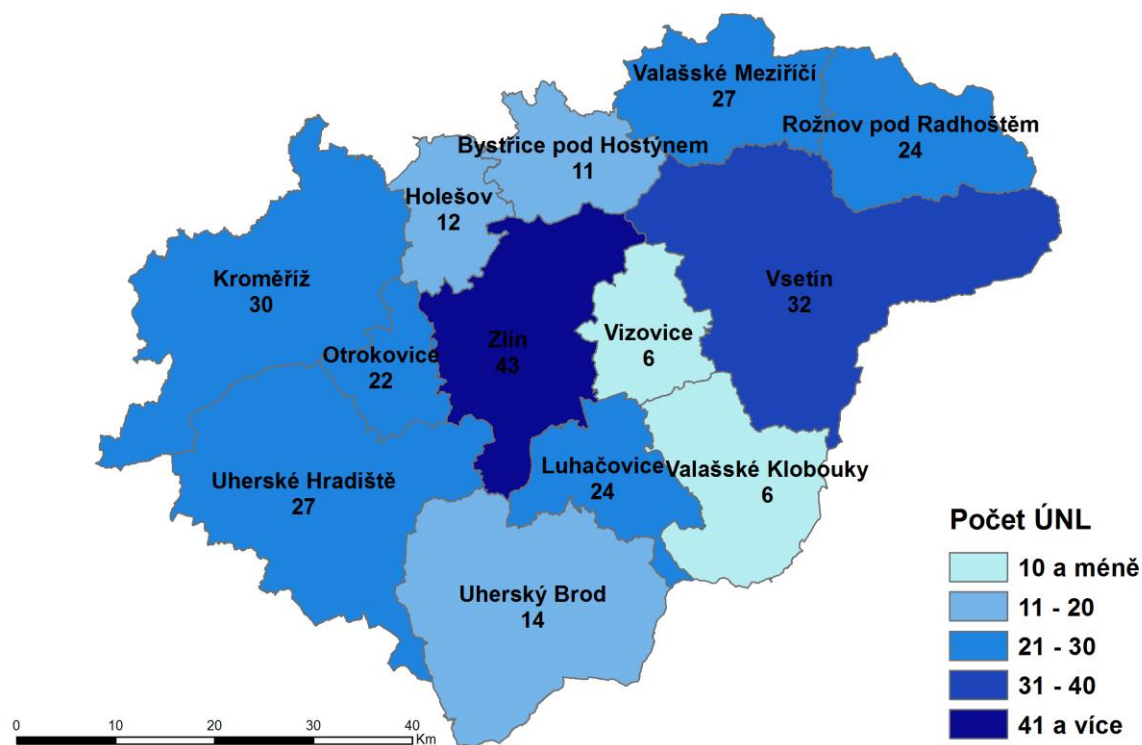 Valašské Meziříčí
27
Rožnov pod Radhoštěm
24
Bystřice pod Hostýnem
11
Holešov
12
Kroměříž
30
Vsetín
32
Zlín
43
Vizovice
6
Otrokovice
22
Luhačovice
24
Valašské Klobouky
6
Uherské Hradiště
27
Uherský Brod
14
Počet ÚNL
10 a méně
11 - 20
21 - 30
31 - 40
41 a více
0 10 20 30 40
Km